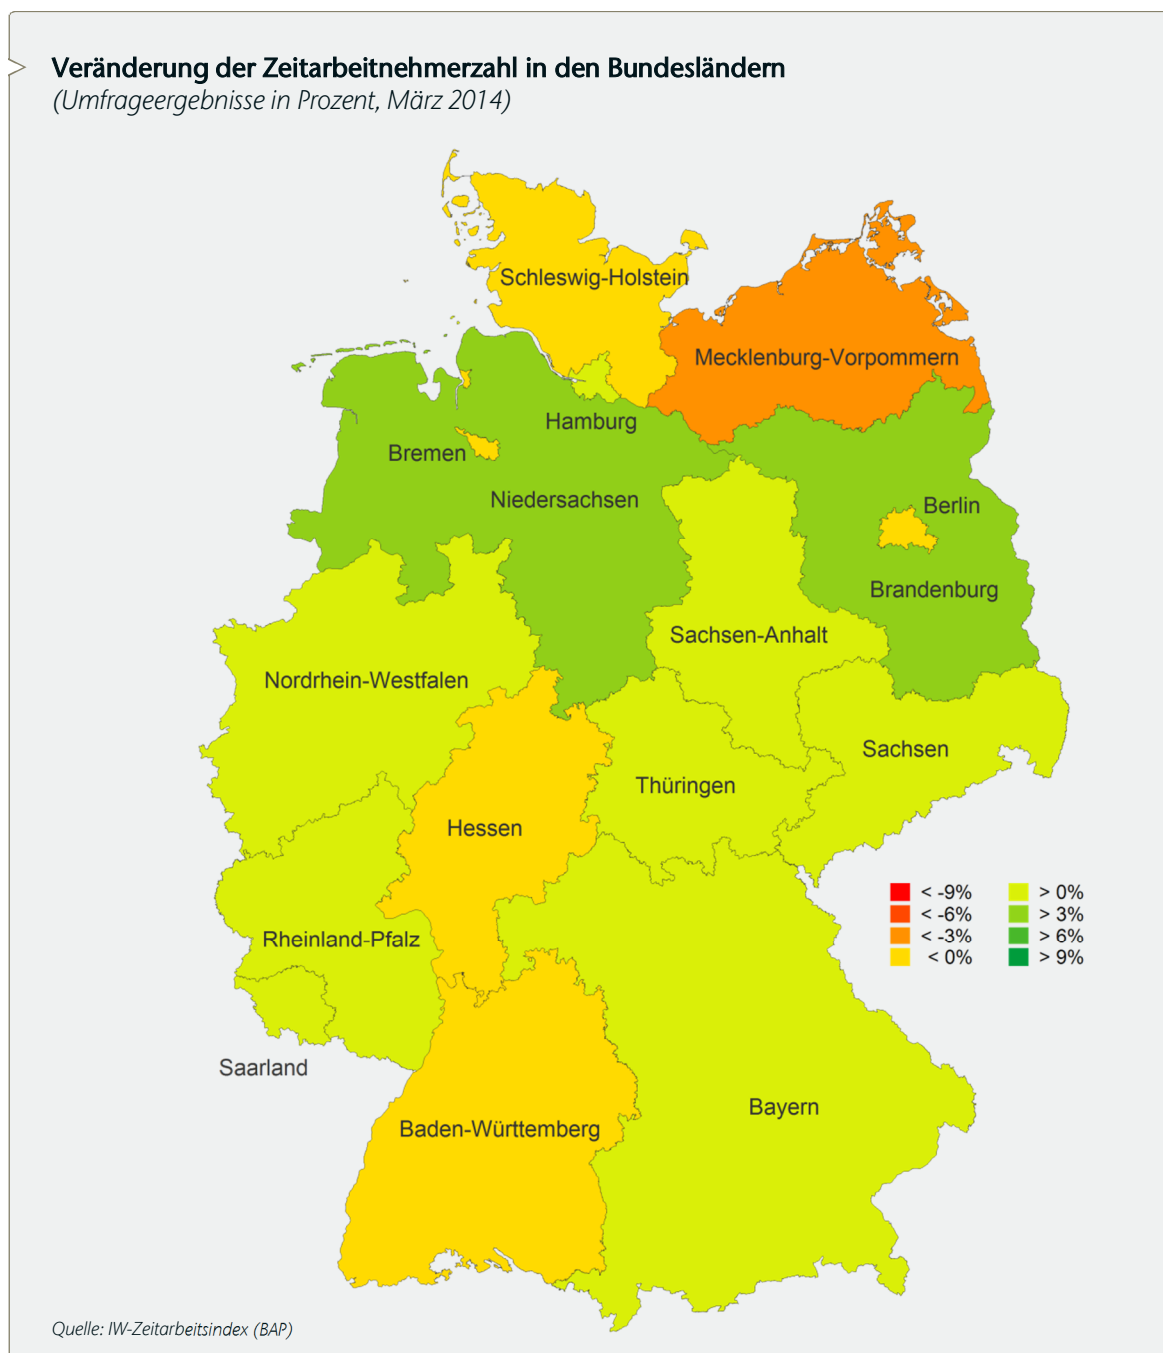 Veränderung der Zeitarbeitnehmerzahl in den Bundesländern
(Umfrageergebnisse in Prozent, März 2014)
Schleswig-Holstein
Mecklenburg-Vorpommern
Hamburg
Bremen
Niedersachsen
Berlin
Brandenburg
Sachsen-Anhalt
Nordrhein-Westfalen
Sachsen
Thüringen
Hessen
< -9% > 0%
< -6% > 3%
< -3% > 6%
< 0% > 9%
Rheinland-Pfalz
Saarland
Bayern
Baden-Württemberg
Quelle: IW-Zeitarbeitsindex (BAP)